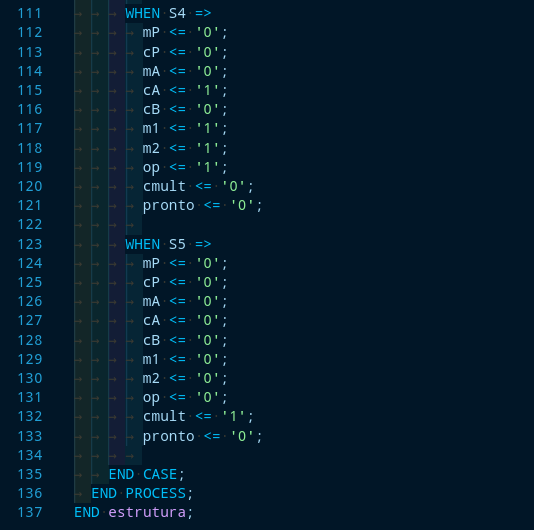 111 WHEN S4 =>
112 mP <= '0';
113 cP <= '0';
114 mA <= '0';
115 cA <= '1';
116 cB <= '0';
117 m1 <= '1';
118 m2 <= '1';
119 op <= '1';
120 cmult <= '0';
121 pronto <= '0';
122
123 WHEN S5 =>
124 mP <= '0';
125 cP <= '0';
126 mA <= '0';
127 cA <= '0';
128 cB <= '0';
129 m1 <= '0';
130 m2 <= '0';
131 op <= '0';
132 cmult <= '1';
133 pronto <= '0';
134
135 END CASE;
136 END PROCESS;
137 END estrutura;